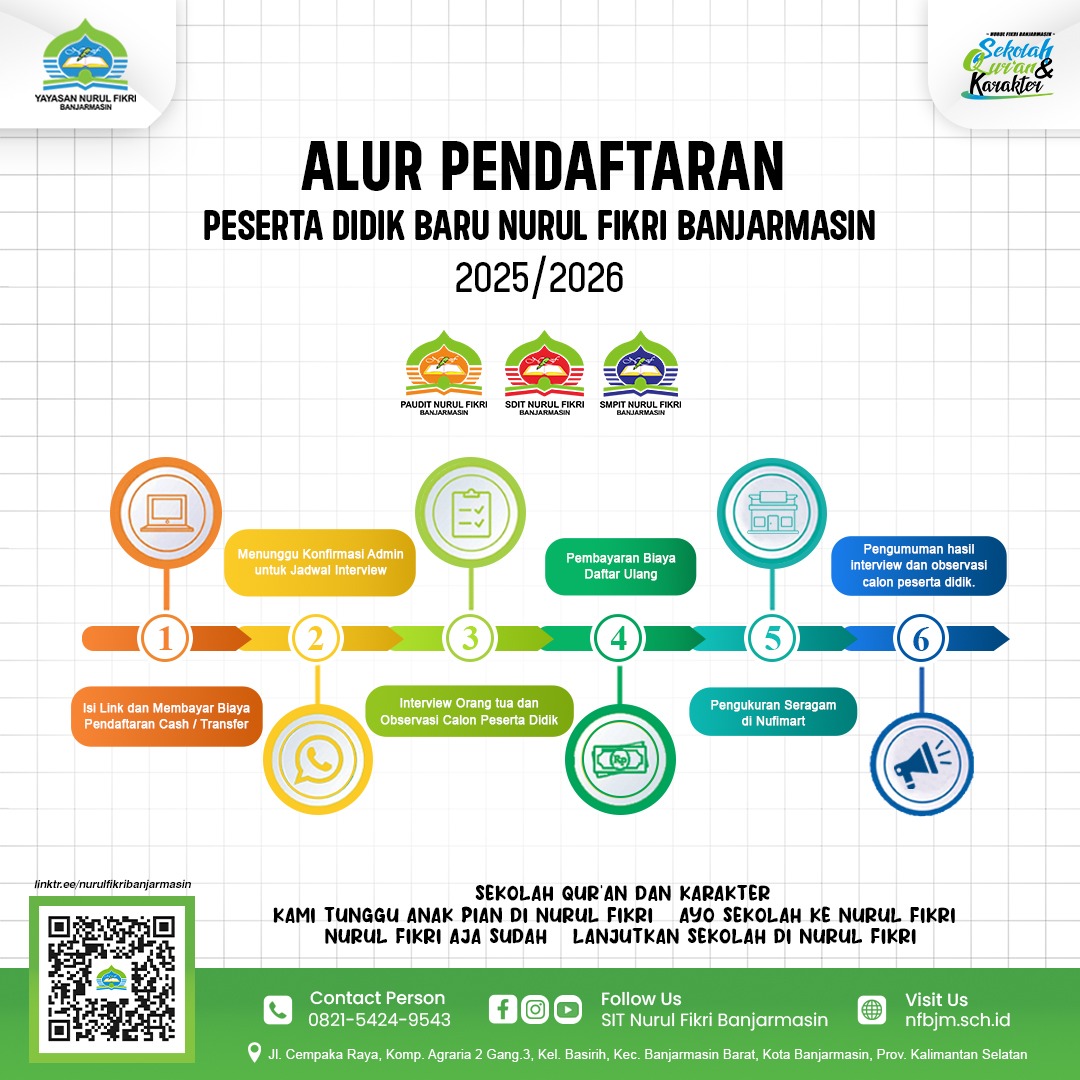 YAYASAN NURUL FIKRI
BANJARMASIN
- NURUL FIKRI BANJARMASIN -
Sekolah
Qur'an &
Karakter
ALUR PENDAFTARAN
PESERTA DIDIK BARU NURUL FIKRI BANJARMASIN
2025/2026
PAUDIT NURUL FIKRI
BANJARMASIN
SDIT NURUL FIKRI
BANJARMASIN
SMPIT NURUL FIKRI
BANJARMASIN
1
Isi Link dan Membayar Biaya
Pendaftaran Cash / Transfer
2
Menunggu Konfirmasi Admin
untuk Jadwal Interview
3
Interview Orang tua dan
Observasi Calon Peserta Didik
4
Pembayaran Biaya
Daftar Ulang
Rp
5
Pengukuran Seragam
di Nufimart
6
Pengumuman hasil
interview dan observasi
calon peserta didik.
linktr.ee/nurulfikribanjarmasin
SEKOLAH QUR'AN DAN KARAKTER
KAMI TUNGGU ANAK PIAN DI NURUL FIKRI AYO SEKOLAH KE NURUL FIKRI
NURUL FIKRI AJA SUDAH LANJUTKAN SEKOLAH DI NURUL FIKRI
Contact Person
0821-5424-9543
Follow Us
SIT Nurul Fikri Banjarmasin
Visit Us
nfbjm.sch.id
Jl. Cempaka Raya, Komp. Agraria 2 Gang.3, Kel. Basirih, Kec. Banjarmasin Barat, Kota Banjarmasin, Prov. Kalimantan Selatan